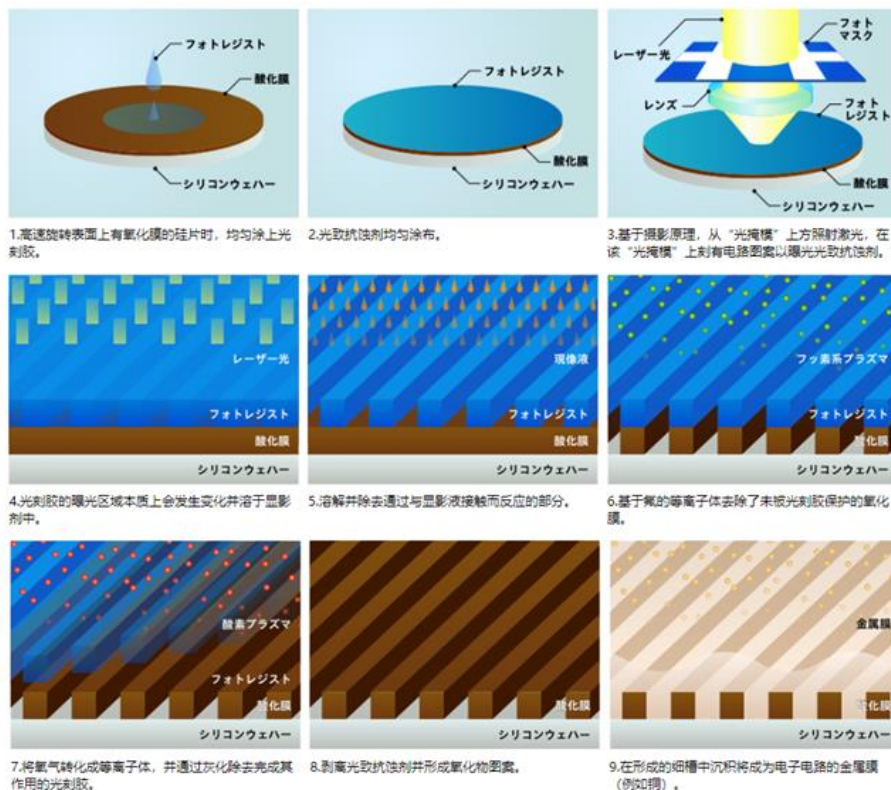 フォトレジスト
酸化膜
シリコンウェハー
フォトレジスト
酸化膜
シリコンウェハー
フォト
マスク
レーザー光
レンズ
フォト
レジスト
酸化膜
シリコンウェハー
1.高速旋转表面上有氧化膜的硅片时，均匀涂上光
刻胶。
2.光致抗蚀剂均匀涂布。
3.基于摄影原理，从“光掩模”上方照射激光，在
该“光掩模”上刻有电路图案以曝光光致抗蚀剂。
レーザー光
フォトレジスト
酸化膜
シリコンウェハー
現像液
フォトレジスト
酸化膜
シリコンウェハー
フッ素系プラズマ
フォトレジスト
酸化膜
シリコンウェハー
4.光刻胶的曝光区域本质上会发生变化并溶于显影
剂中。
5.溶解并除去通过与显影液接触而反应的部分。
6.基于氟的等离子体去除了未被光刻胶保护的氧化
膜。
酸素プラズマ
フォトレジスト
酸化膜
シリコンウェハー
酸化膜
シリコンウェハー
金属膜
酸化膜
シリコンウェハー
7.将氧气转化成等离子体，并通过灰化除去完成其
作用的光刻胶。
8.剥离光致抗蚀剂并形成氧化物图案。
9.在形成的细槽中沉积将成为电子电路的金属膜
（例如铜）。